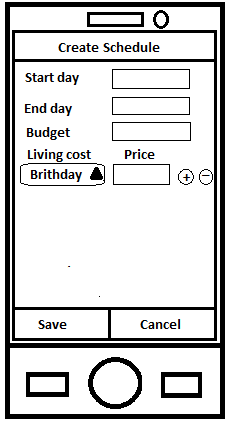 Create Schedule
Start day
End day
Budget
Living cost Price
Brithday + −
Save Cancel